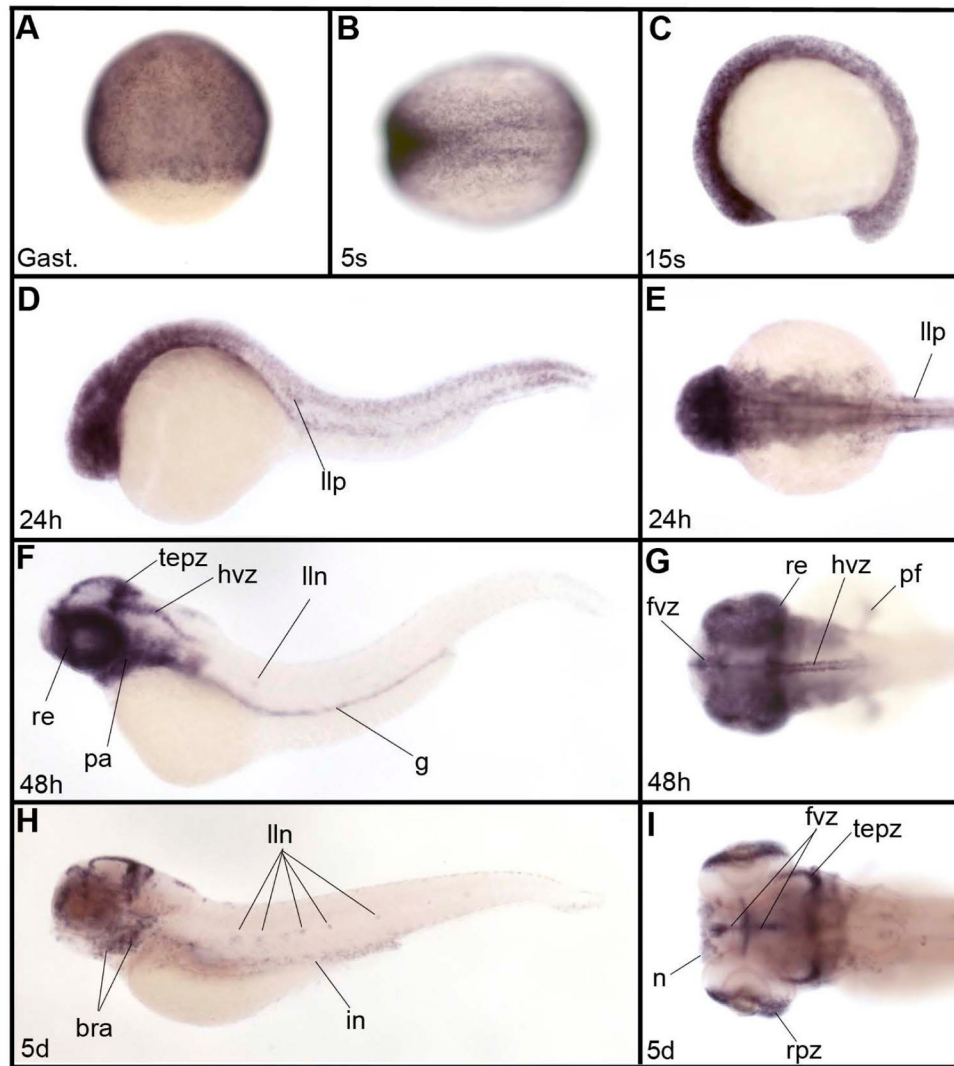 A
Gast.
B
5s
C
15s
D
llp
24h
E
llp
24h
F
tepz
hvz
lln
re
pa
g
48h
G
re
hvz
pf
fvz
48h
H
lln
bra
in
5d
I
fvz
tepz
n
rpz
5d